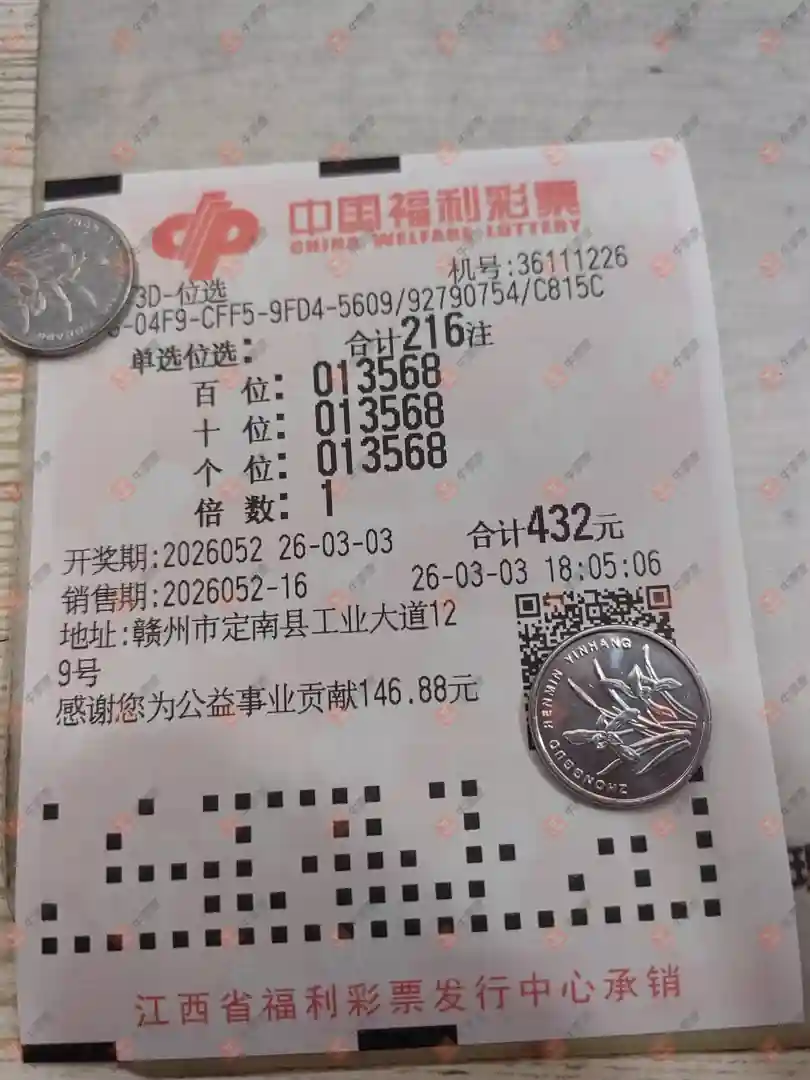 中国福利彩票
CHINA WELFARE LOTTERY
机号:36111226
3D-位选
-04F9-CFF5-9FD4-5609/92790754/C815C
单选位选: 合计216注
百 位: 013568
十 位: 013568
个 位: 013568
倍 数: 1
开奖期:2026052 26-03-03 合计432元
销售期:2026052-16 26-03-03 18:05:06
地址:赣州市定南县工业大道12
9号
感谢您为公益事业贡献146.88元
ZHONGGUO RENMIN YINHANG
江西省福利彩票发行中心承销